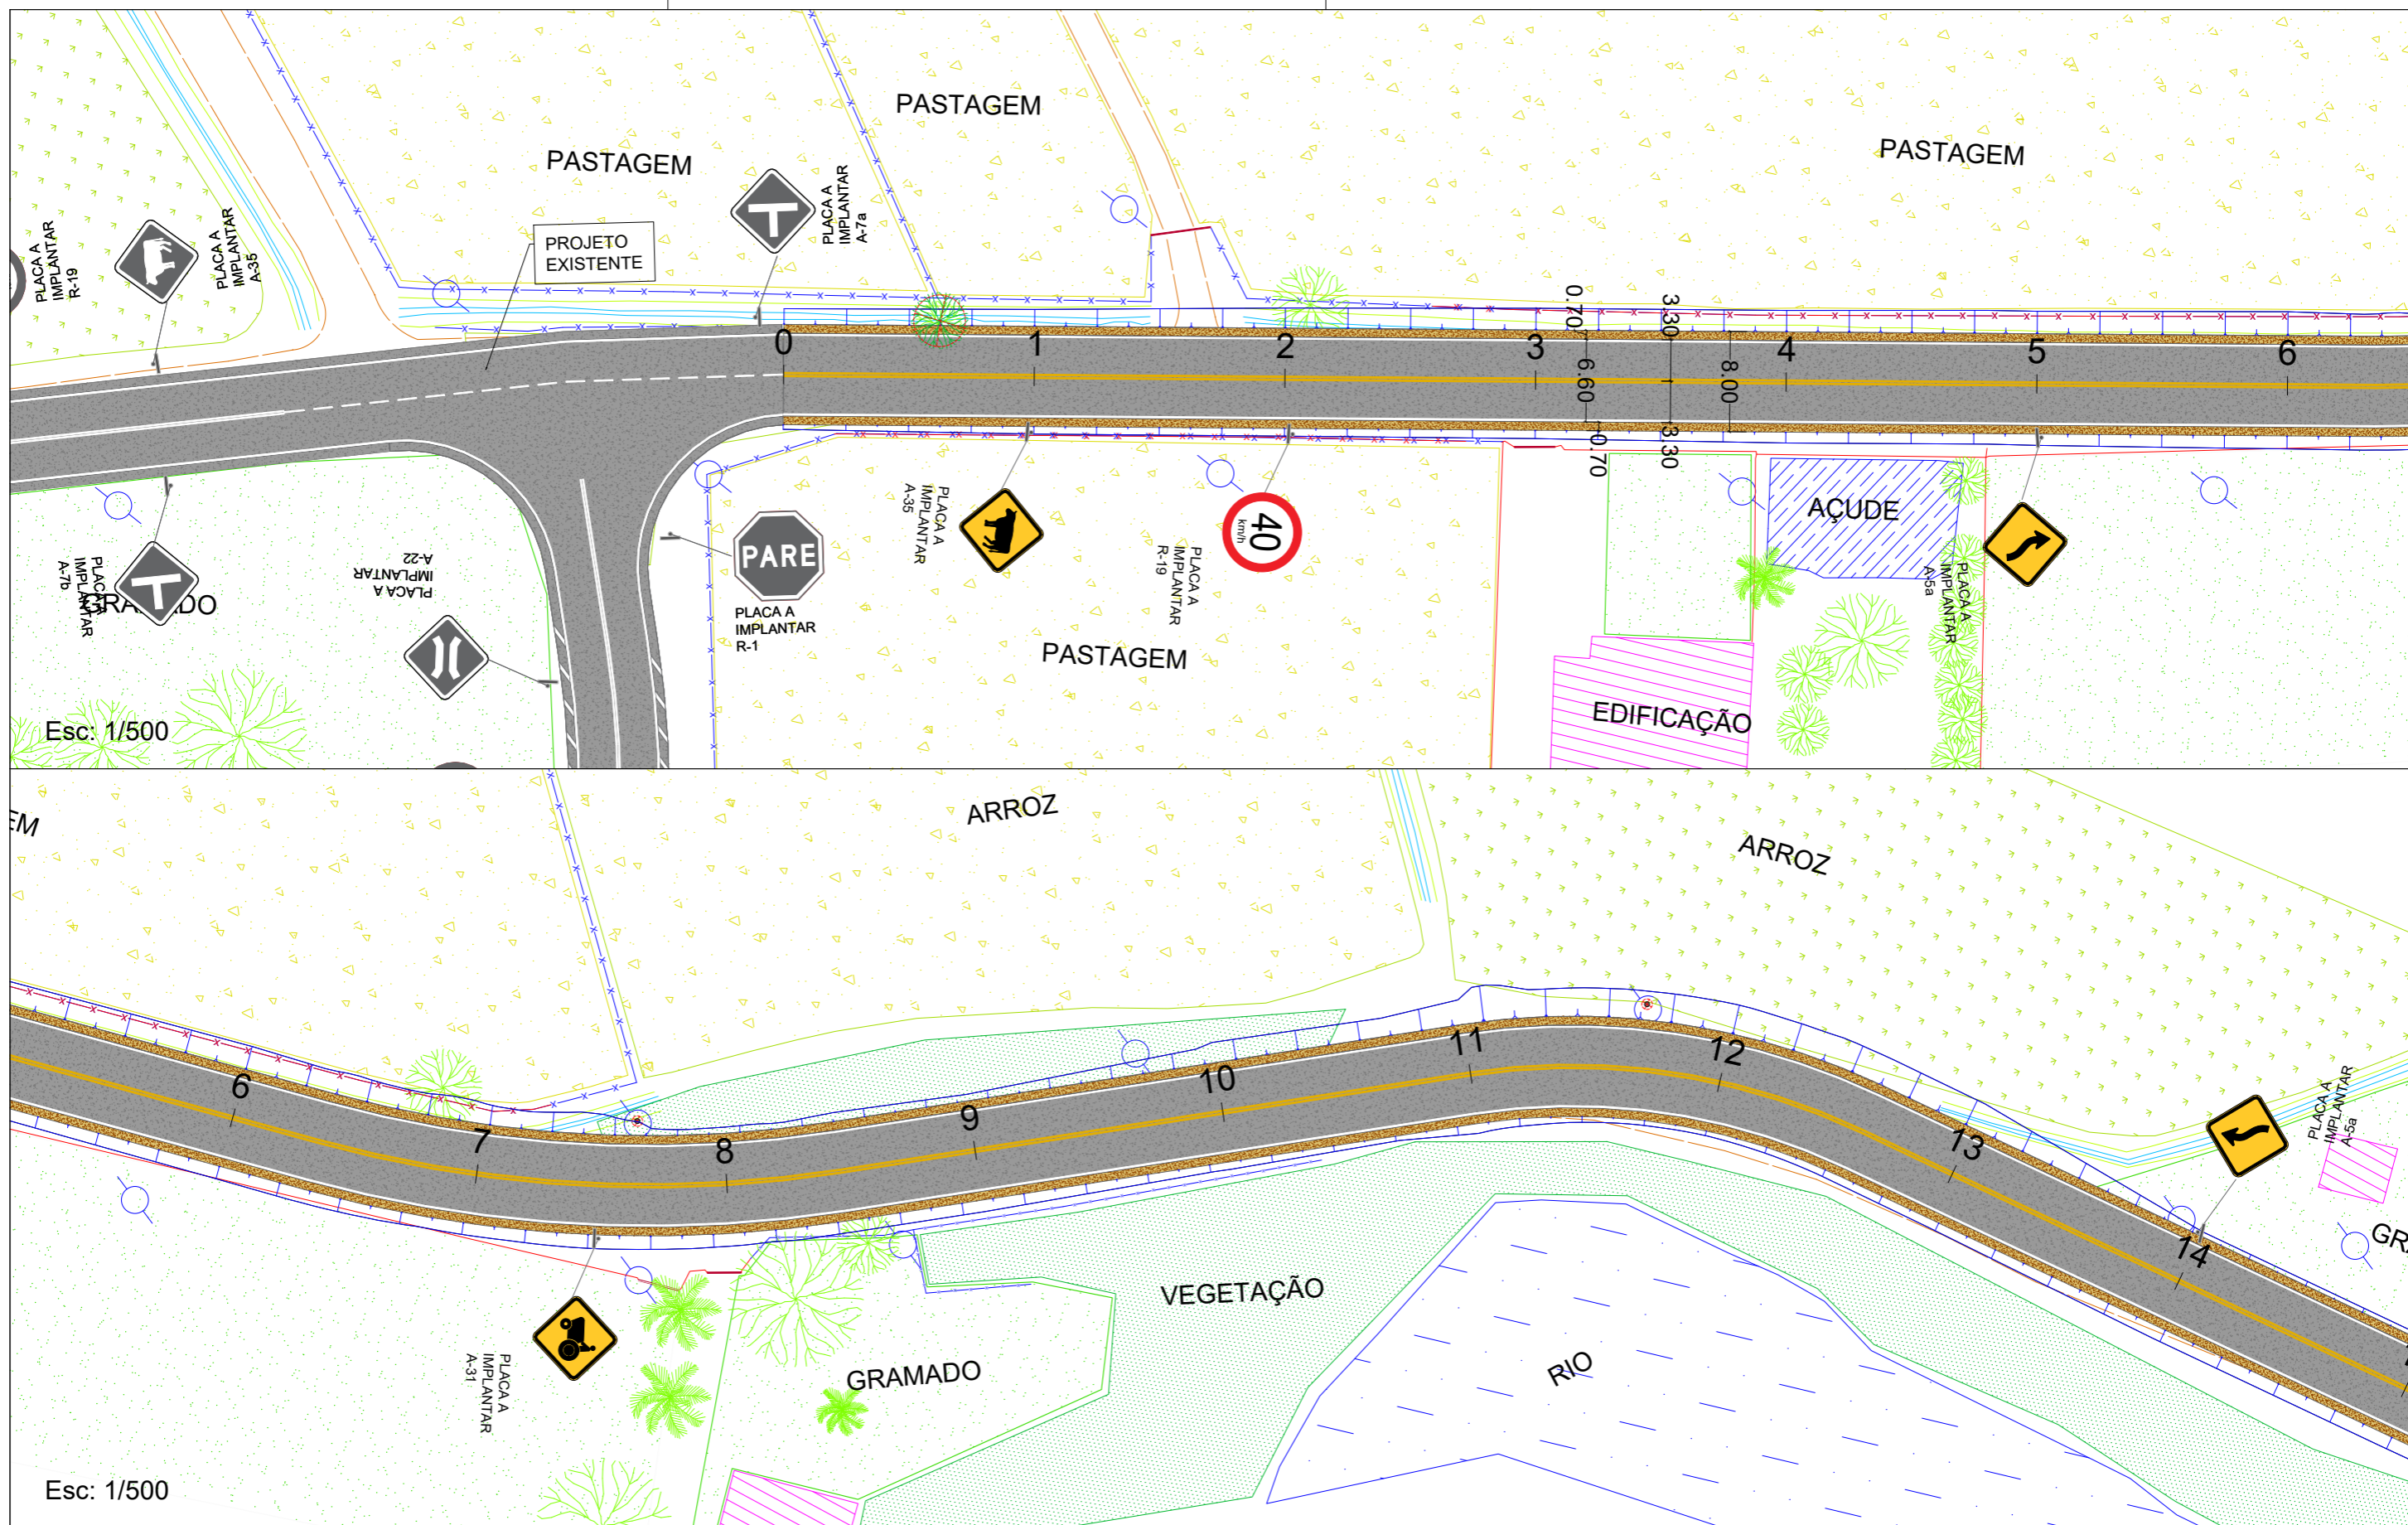 PASTAGEM
PASTAGEM
PASTAGEM
PLACA A
IMPLANTAR
R-19
PLACA A
IMPLANTAR
A-35
PROJETO
EXISTENTE
PLACA A
IMPLANTAR
A-7a
0
1
2
3
4
5
6
0.70
6.60
0.70
3.30
3.30
8.00
PLACA A
IMPLANTAR
A-7b
GRAMADO
PLACA A
IMPLANTAR
A-22
PARE
PLACA A
IMPLANTAR
R-1
PLACA A
IMPLANTAR
A-35
40
km/h
PLACA A
IMPLANTAR
R-19
PASTAGEM
AÇUDE
PLACA A
IMPLANTAR
A-5a
EDIFICAÇÃO
Esc: 1/500
EM
ARROZ
ARROZ
6
7
8
9
10
11
12
13
14
PLACA A
IMPLANTAR
A-5a
GR
PLACA A
IMPLANTAR
A-31
GRAMADO
VEGETAÇÃO
RIO
Esc: 1/500